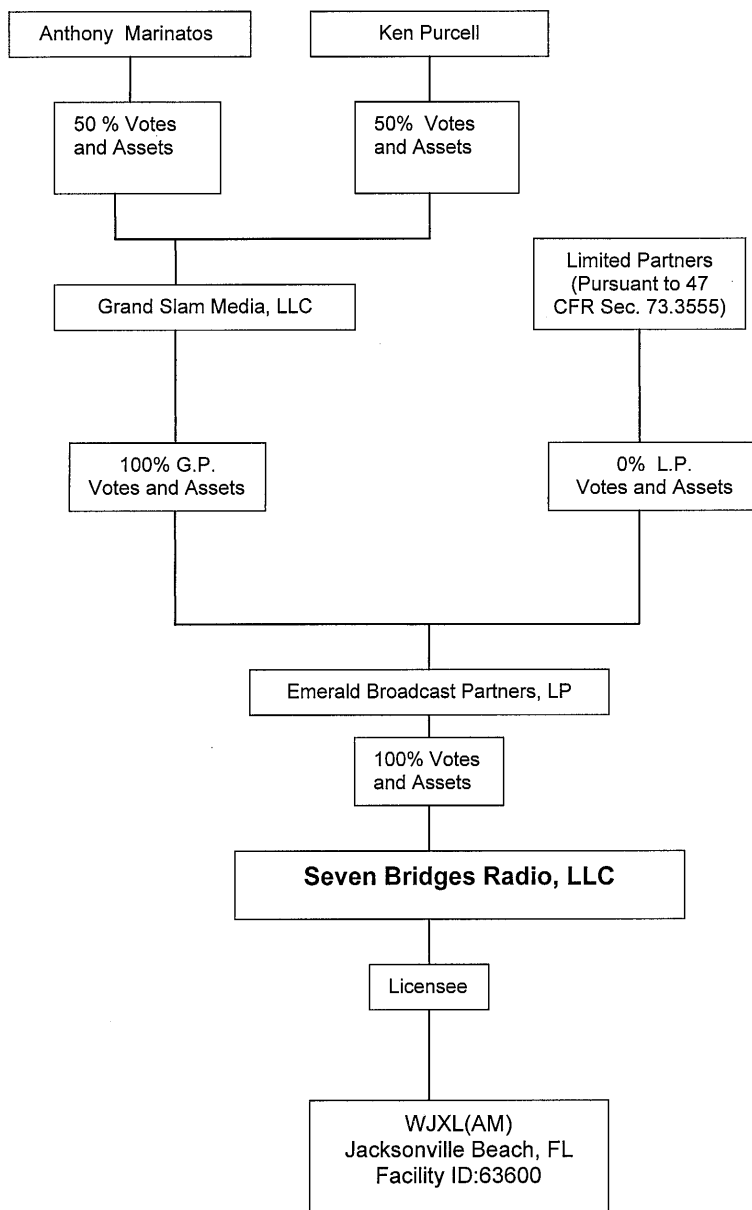 Anthony Marinatos
Ken Purcell
50 % Votes
and Assets
50% Votes
and Assets
Limited Partners
(Pursuant to 47
CFR Sec. 73.3555)
Grand Slam Media, LLC
100% G.P.
Votes and Assets
0% L.P.
Votes and Assets
Emerald Broadcast Partners, LP
100% Votes
and Assets
Seven Bridges Radio, LLC
Licensee
WJXL(AM)
Jacksonville Beach, FL
Facility ID:63600